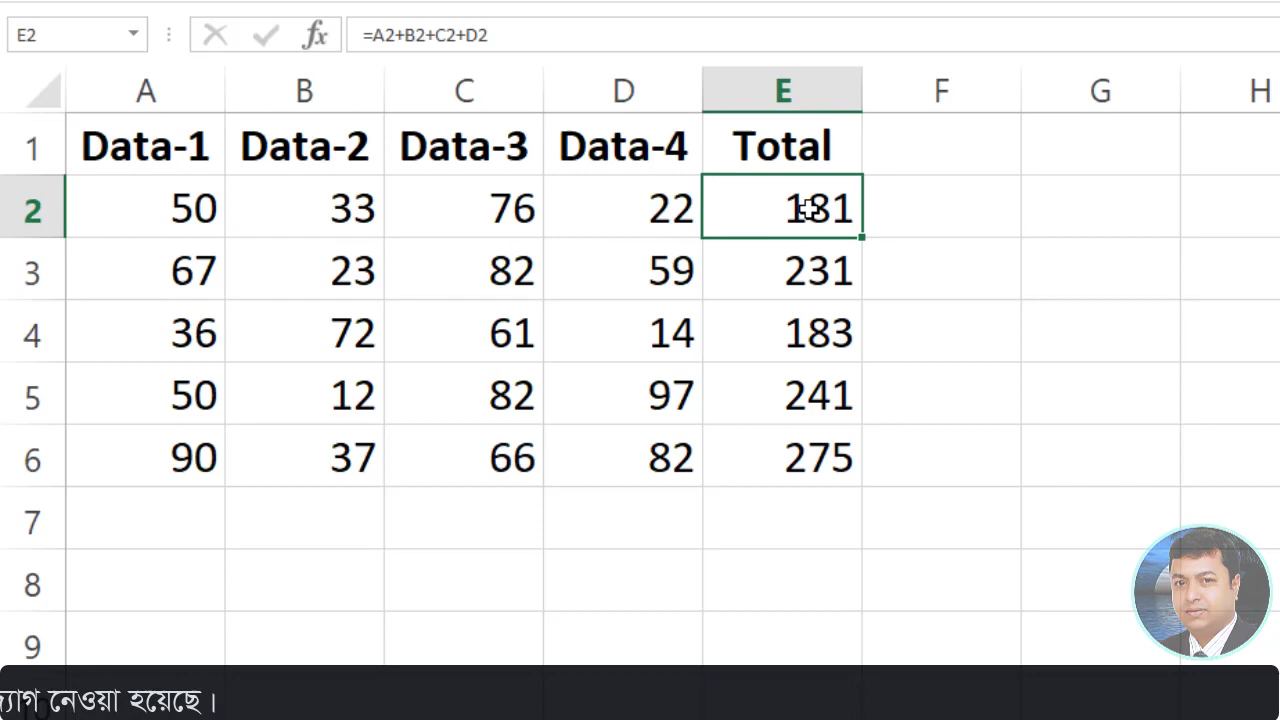 E2 fx =A2+B2+C2+D2
A B C D E F G H
1 Data-1 Data-2 Data-3 Data-4 Total
2 50 33 76 22 181
3 67 23 82 59 231
4 36 72 61 14 183
5 50 12 82 97 241
6 90 37 66 82 275
7
8
9
নেওয়া হয়েছে।